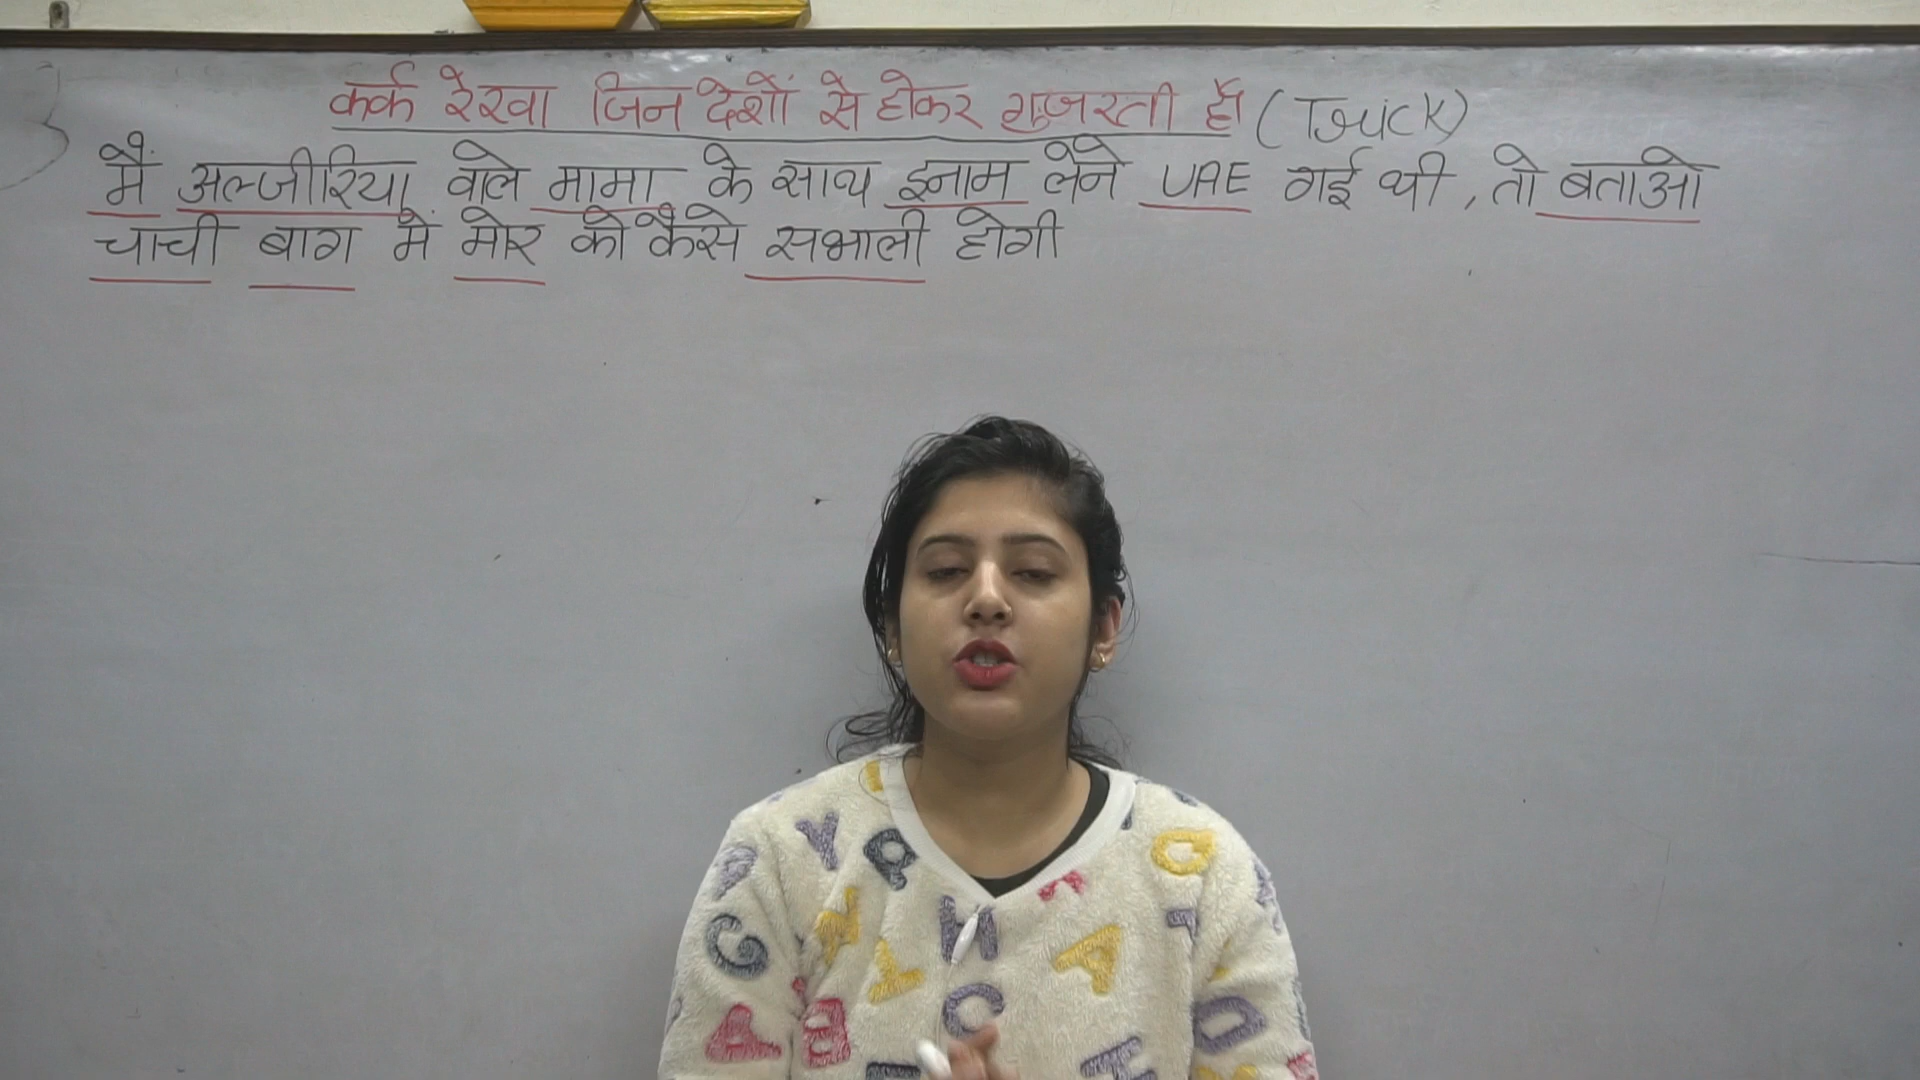 कर्क रेखा जिन देशों से होकर गुजरती हैं (Trick)
मैं अल्जीरिया वाले मामा के साथ इनाम लेने UAE गई थी, तो बताओ
चाची बाग में मोर को कैसे सभाली होगी